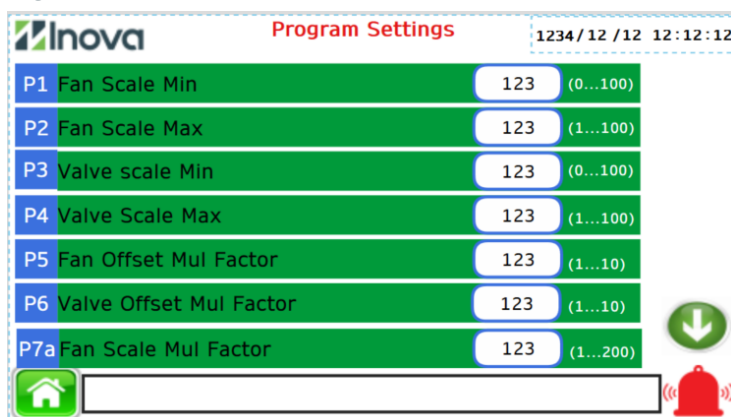 Inova Program Settings 1234/12/12 12:12:12
P1 Fan Scale Min 123 (0...100)
P2 Fan Scale Max 123 (1...100)
P3 Valve scale Min 123 (0...100)
P4 Valve Scale Max 123 (1...100)
P5 Fan Offset Mul Factor 123 (1...10)
P6 Valve Offset Mul Factor 123 (1...10)
P7a Fan Scale Mul Factor 123 (1...200)